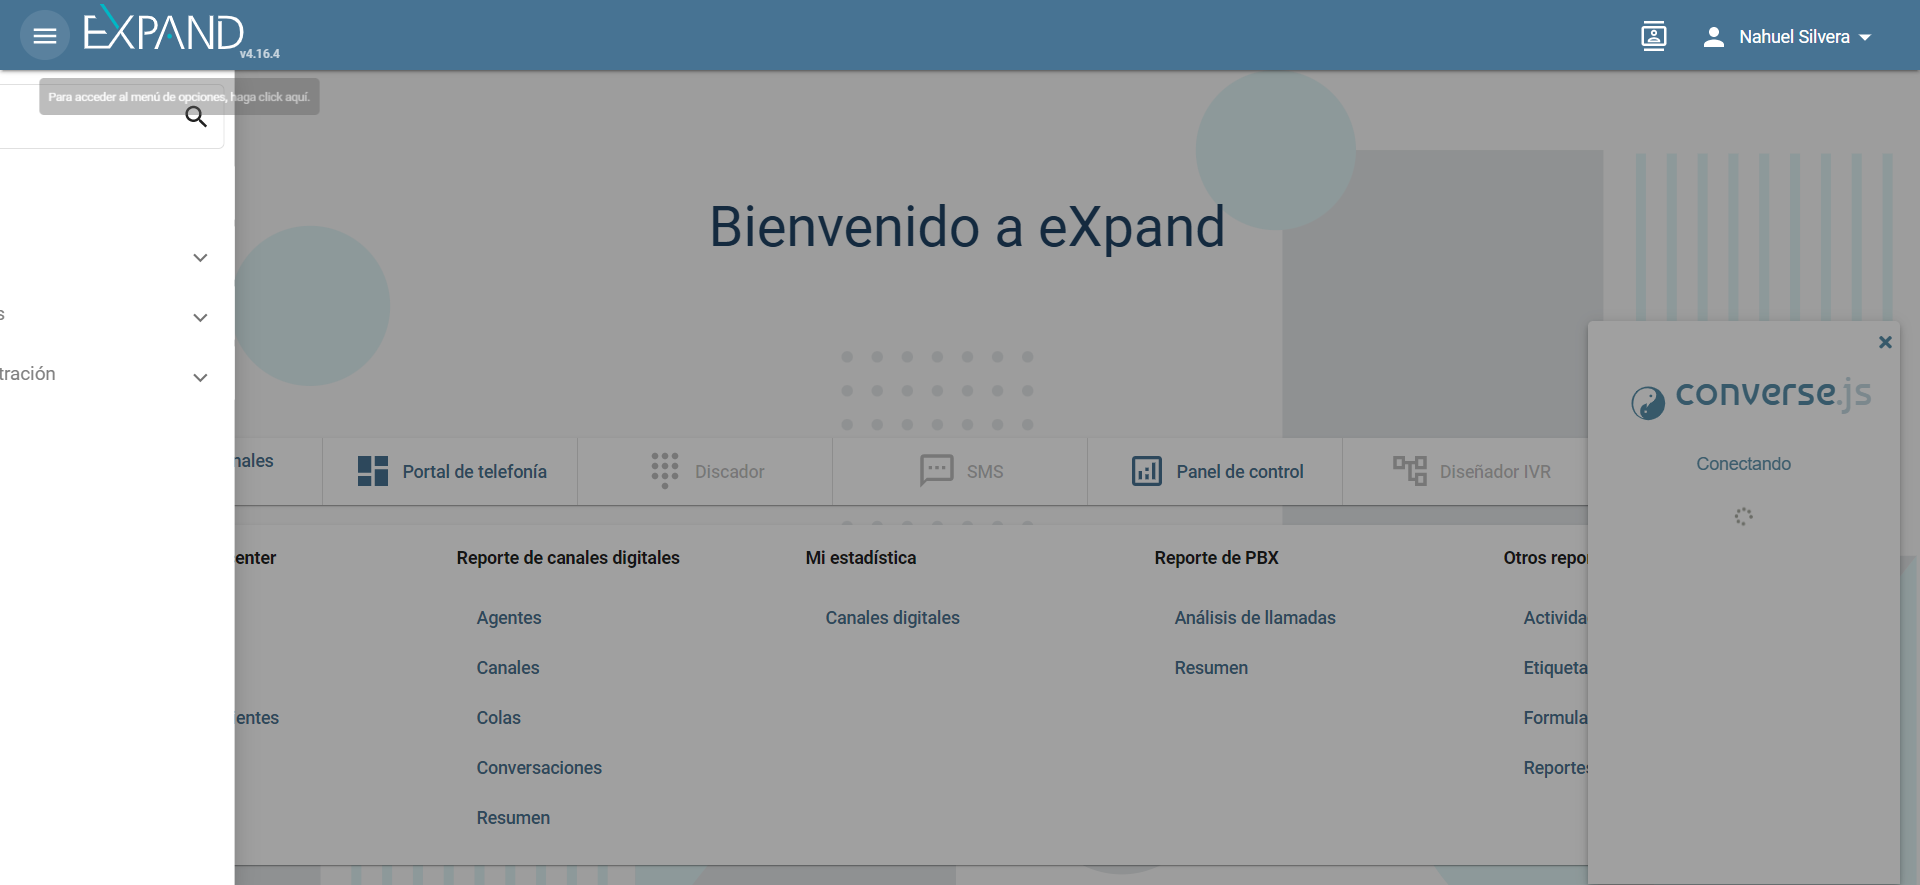 EXPAND
v4.16.4
Nahuel Silvera
Para acceder al menú de opciones, haga click aquí.
Bienvenido a eXpand
s
tración
converse.js
Conectando
nales
Portal de telefonía
Discador
SMS
Panel de control
Diseñador IVR
enter
Reporte de canales digitales
Mi estadística
Reporte de PBX
Otros repo
Agentes
Canales digitales
Análisis de llamadas
Activida
Canales
Resumen
Etiqueta
entes
Colas
Formula
Conversaciones
Reportes
Resumen